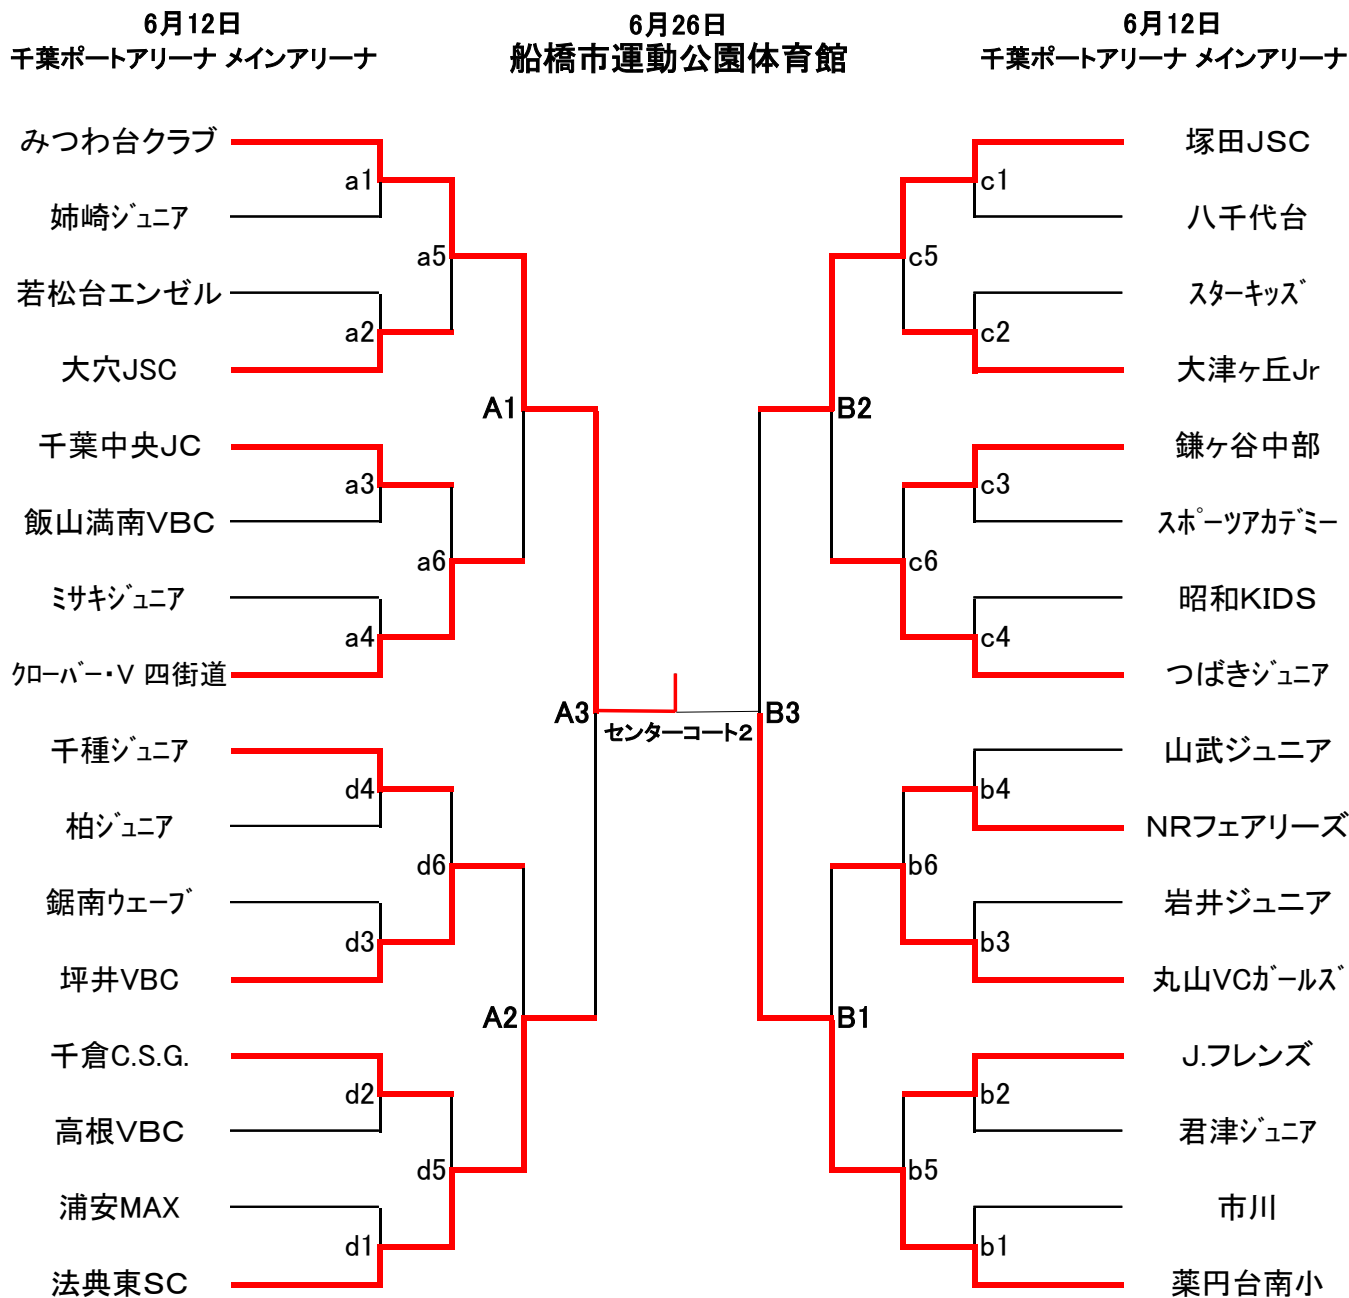 6月12日
千葉ポートアリーナ メインアリーナ
6月26日
船橋市運動公園体育館
6月12日
千葉ポートアリーナ メインアリーナ
みつわ台クラブ
姉崎ジュニア
若松台エンゼル
大穴JSC
千葉中央JC
飯山満南VBC
ミサキジュニア
クローバー・V 四街道
千種ジュニア
柏ジュニア
鋸南ウェーブ
坪井VBC
千倉C.S.G.
高根VBC
浦安MAX
法典東SC
a1
a5
a2
A1
a3
a6
a4
A3
d4
d6
d3
A2
d2
d5
d1
センターコート2
c1
c5
c2
B2
c3
c6
c4
B3
b4
b6
b3
B1
b2
b5
b1
塚田JSC
八千代台
スターキッズ
大津ヶ丘Jr
鎌ヶ谷中部
スポーツアカデミー
昭和KIDS
つばきジュニア
山武ジュニア
NRフェアリーズ
岩井ジュニア
丸山VCガールズ
J.フレンズ
君津ジュニア
市川
薬円台南小